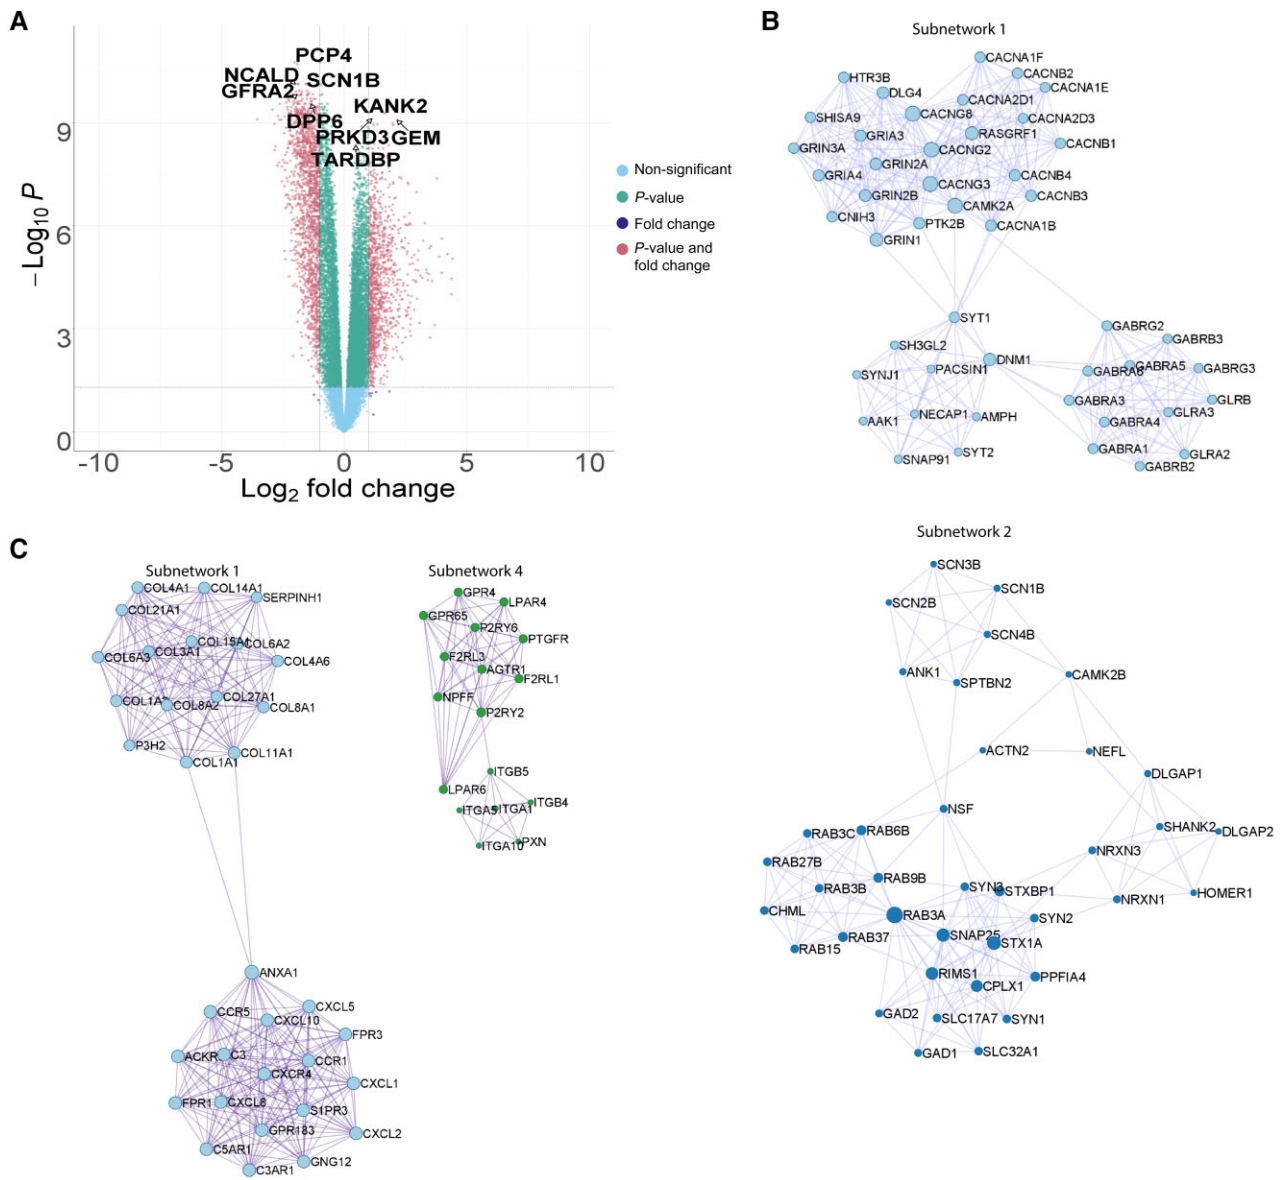 A
PCP4
NCALD
SCN1B
GFRA2
KANK2
DPP6
PRKD3
GEM
TARDBP
9
6
3
0
−Log10 P
-10
-5
0
5
10
Log2 fold change
Non-significant
P-value
Fold change
P-value and
fold change
B
Subnetwork 1
CACNA1F
HTR3B
CACNB2
CACNA1E
DLG4
CACNA2D1
SHISA9
CACNG8
CACNA2D3
GRIA3
RASGRF1
CACNB1
GRIN3A
CACNG2
GRIN2A
GRIA4
CACNB4
CACNG3
GRIN2B
CACNB3
CAMK2A
CNIH3
PTK2B
CACNA1B
GRIN1
SYT1
GABRG2
SH3GL2
GABRB3
DNM1
GABRA5
PACSIN1
GABRA6
GABRG3
SYNJ1
GABRA3
GLRB
NECAP1
AMPH
GLRA3
AAK1
GABRA4
GABRA1
SYT2
GLRA2
SNAP91
GABRB2
Subnetwork 2
SCN3B
SCN1B
SCN2B
SCN4B
ANK1
SPTBN2
CAMK2B
ACTN2
NEFL
DLGAP1
NSF
RAB3C
RAB6B
SHANK2
DLGAP2
NRXN3
RAB27B
RAB9B
RAB3B
SYN3
STXBP1
HOMER1
NRXN1
CHML
RAB3A
SYN2
RAB37
SNAP25
STX1A
RAB15
RIMS1
PPFIA4
CPLX1
GAD2
SLC17A7
SYN1
GAD1
SLC32A1
C
Subnetwork 1
COL4A1
COL14A1
SERPINH1
COL21A1
COL15A1
COL6A2
COL3A1
COL6A3
COL4A6
COL27A1
COL8A2
COL8A1
P3H2
COL11A1
COL1A1
ANXA1
CXCL5
CCR5
CXCL10
FPR3
C3
CCR1
CXCR4
CXCL1
FPR1
S1PR3
GPR183
CXCL2
C5AR1
GNG12
C3AR1
Subnetwork 4
GPR4
LPAR4
GPR65
P2RY6
PTGFR
F2RL3
AGTR1
F2RL1
NPFF
P2RY2
ITGB5
LPAR6
ITGB4
ITGA5
ITGA1
PXN
ITGA10